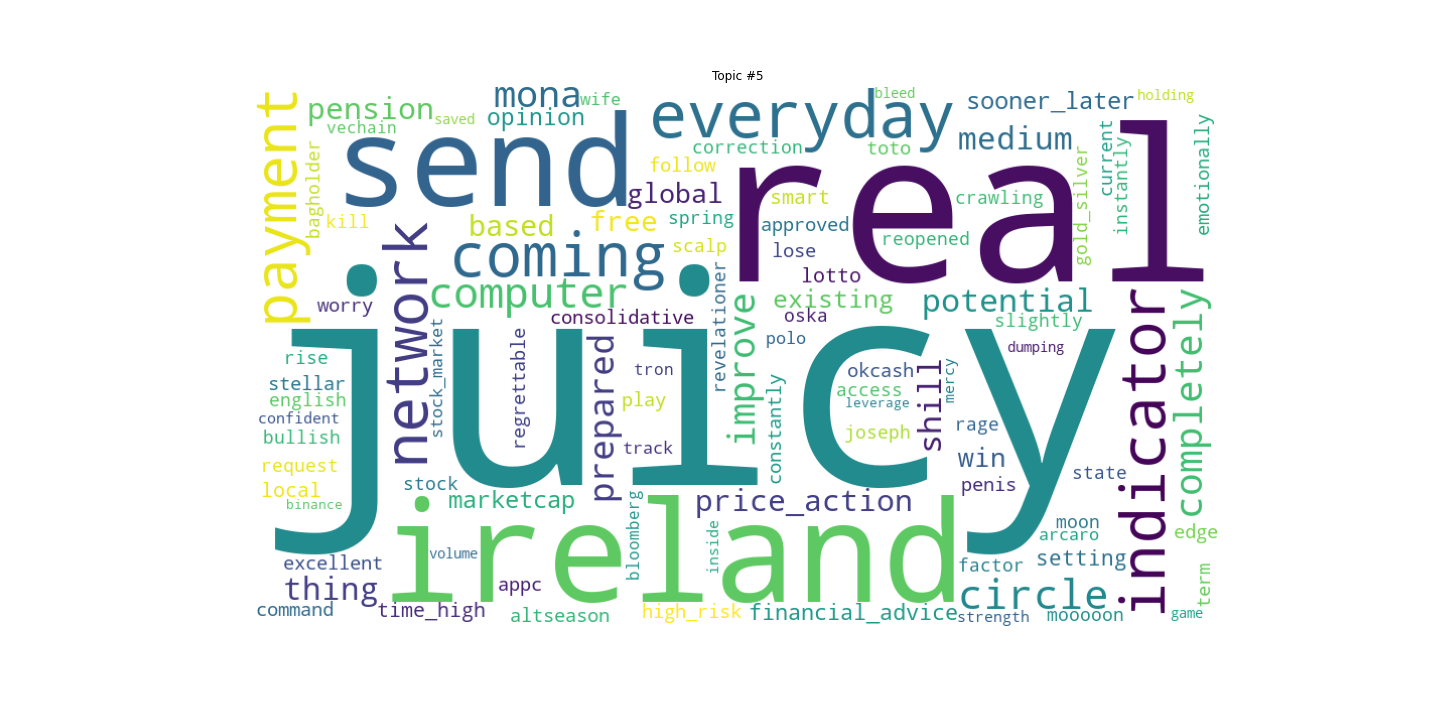 Topic #5
payment
pension
vechain
saved
mona
wife
opinion
send
everyday
bleed
sooner_later
holding
medium
correction
toto
bagholder
kill
follow
global
smart
crawling
current
instantly
emotionally
real
based
free
spring
approved
reopened
gold_silver
scalp
lose
lotto
network
coming
computer
worry
consolidative
revelationer
existing
potential
oska
slightly
polo
dumping
improve
indicator
completely
rise
stellar
english
confident
bullish
request
local
binance
stock_market
regrettable
prepared
tron
play
track
constantly
okcash
access
leverage
joseph
shill
mercy
rage
win
penis
state
juicy
stock
marketcap
price_action
ireland
bloomberg
inside
volume
moon
arcaro
edge
excellent
thing
appc
factor
setting
circle
term
command
time_high
altseason
high_risk
financial_advice
strength
mooooon
game